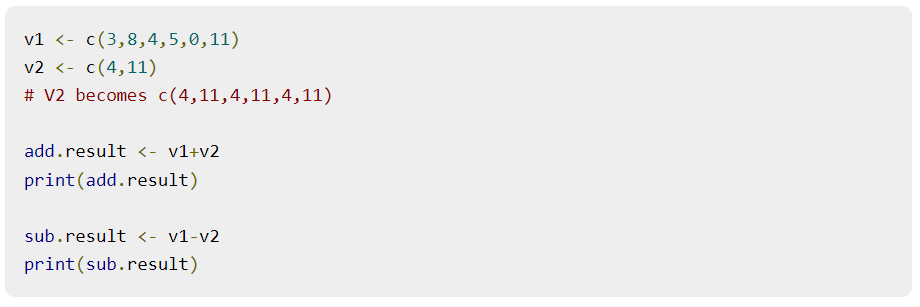 v1 <- c(3,8,4,5,0,11)
v2 <- c(4,11)
# V2 becomes c(4,11,4,11,4,11)
add.result <- v1+v2
print(add.result)
sub.result <- v1-v2
print(sub.result)